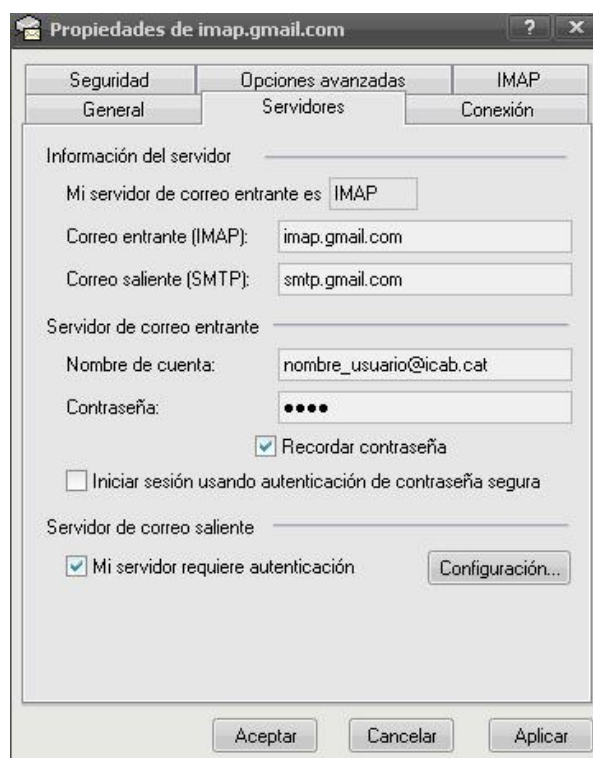 Propiedades de imap.gmail.com
Seguridad Opciones avanzadas IMAP
General Servidores Conexión
Información del servidor
Mi servidor de correo entrante es IMAP
Correo entrante (IMAP): imap.gmail.com
Correo saliente (SMTP): smtp.gmail.com
Servidor de correo entrante
Nombre de cuenta: nombre_usuario@icab.cat
Contraseña: ●●●●
Recordar contraseña
Iniciar sesión usando autenticación de contraseña segura
Servidor de correo saliente
Mi servidor requiere autenticación Configuración...
Aceptar Cancelar Aplicar